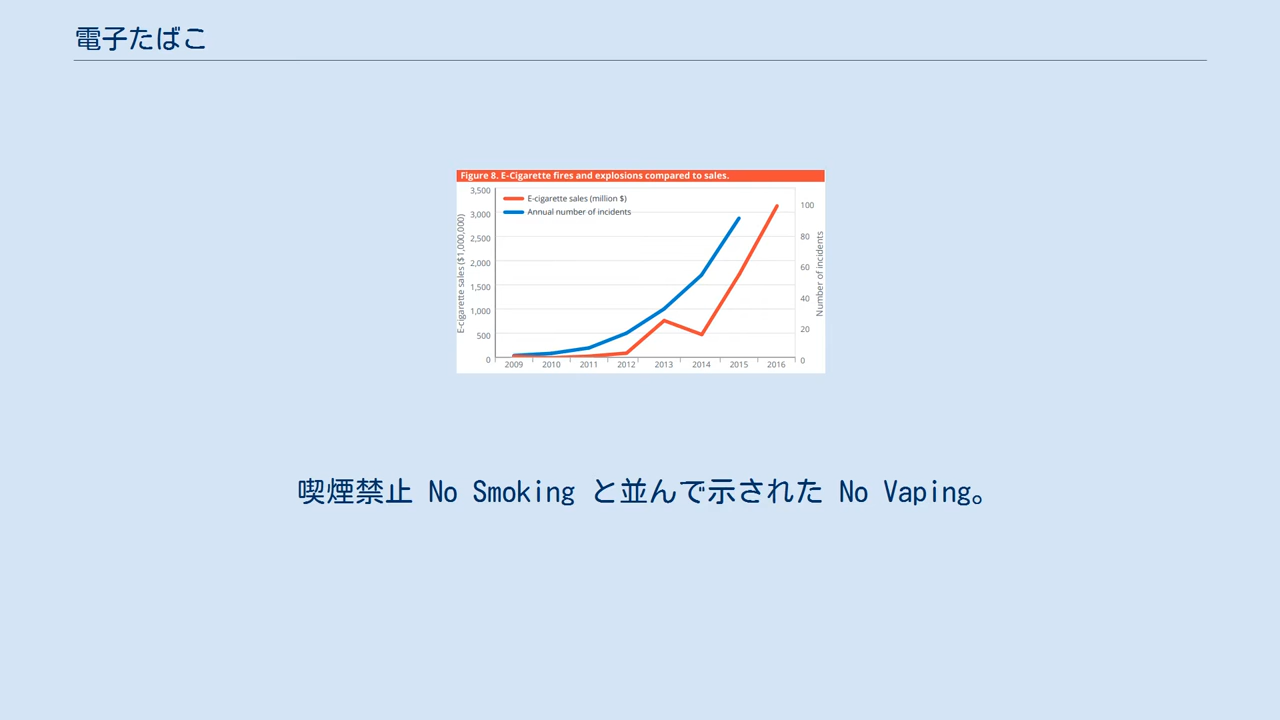 電子たばこ
Figure 8. E-Cigarette fires and explosions compared to sales.
E-cigarette sales (million $)
Annual number of incidents
E-cigarette sales ($1,000,000)
3,500
3,000
2,500
2,000
1,500
1,000
500
0
100
80
60
40
20
0
Number of incidents
2009 2010 2011 2012 2013 2014 2015 2016
喫煙禁止 No Smoking と並んで示された No Vaping。